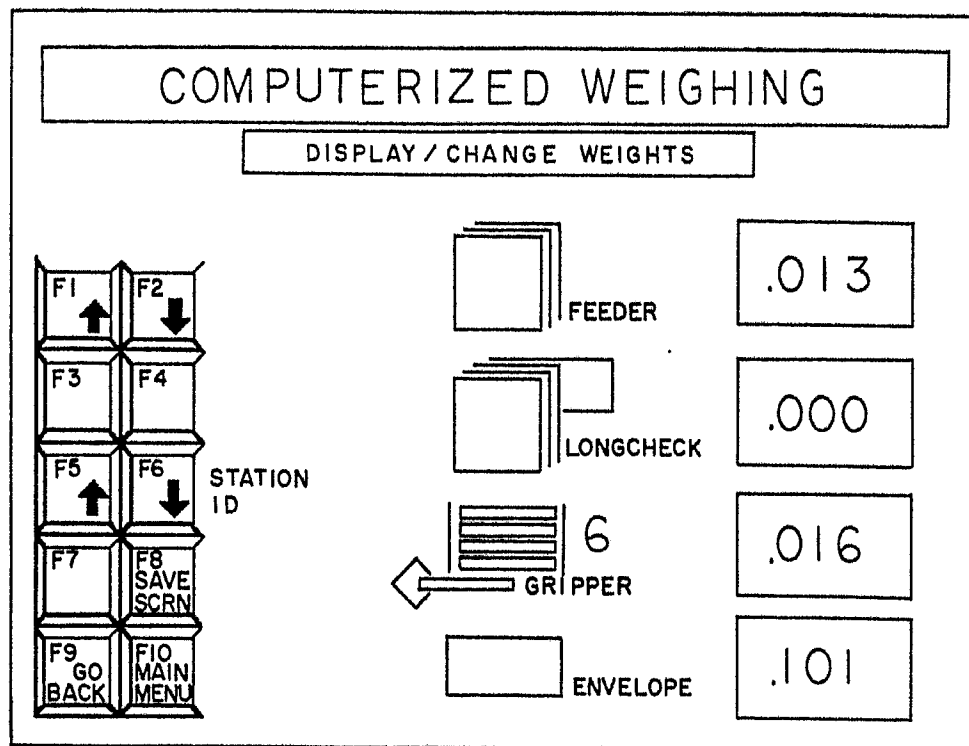 COMPUTERIZED WEIGHING
DISPLAY/CHANGE WEIGHTS
F1
F2
F3
F4
F5
F6
STATION
ID
F7
F8
SAVE
SCRN
F9
GO
BACK
F10
MAIN
MENU
FEEDER
.013
LONGCHECK
.000
6
GRIPPER
.016
ENVELOPE
.101